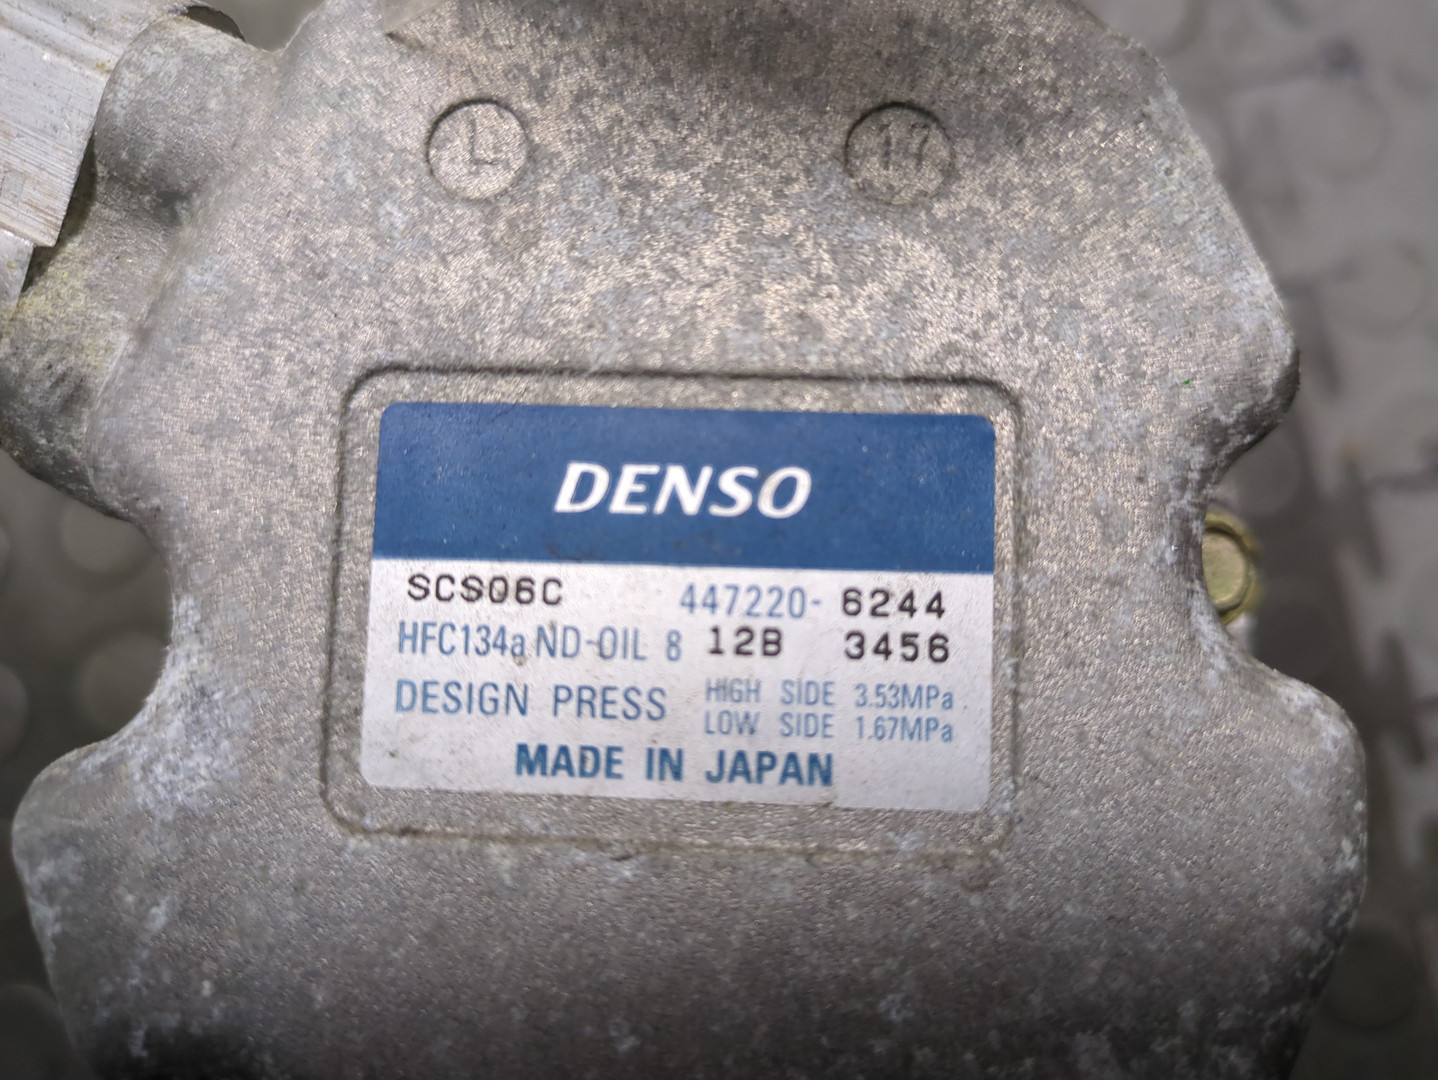 L 17
DENSO
SCS06C 447220- 6244
HFC134a ND-OIL 8 12B 3456
DESIGN PRESS HIGH SIDE 3.53MPa
LOW SIDE 1.67MPa
MADE IN JAPAN